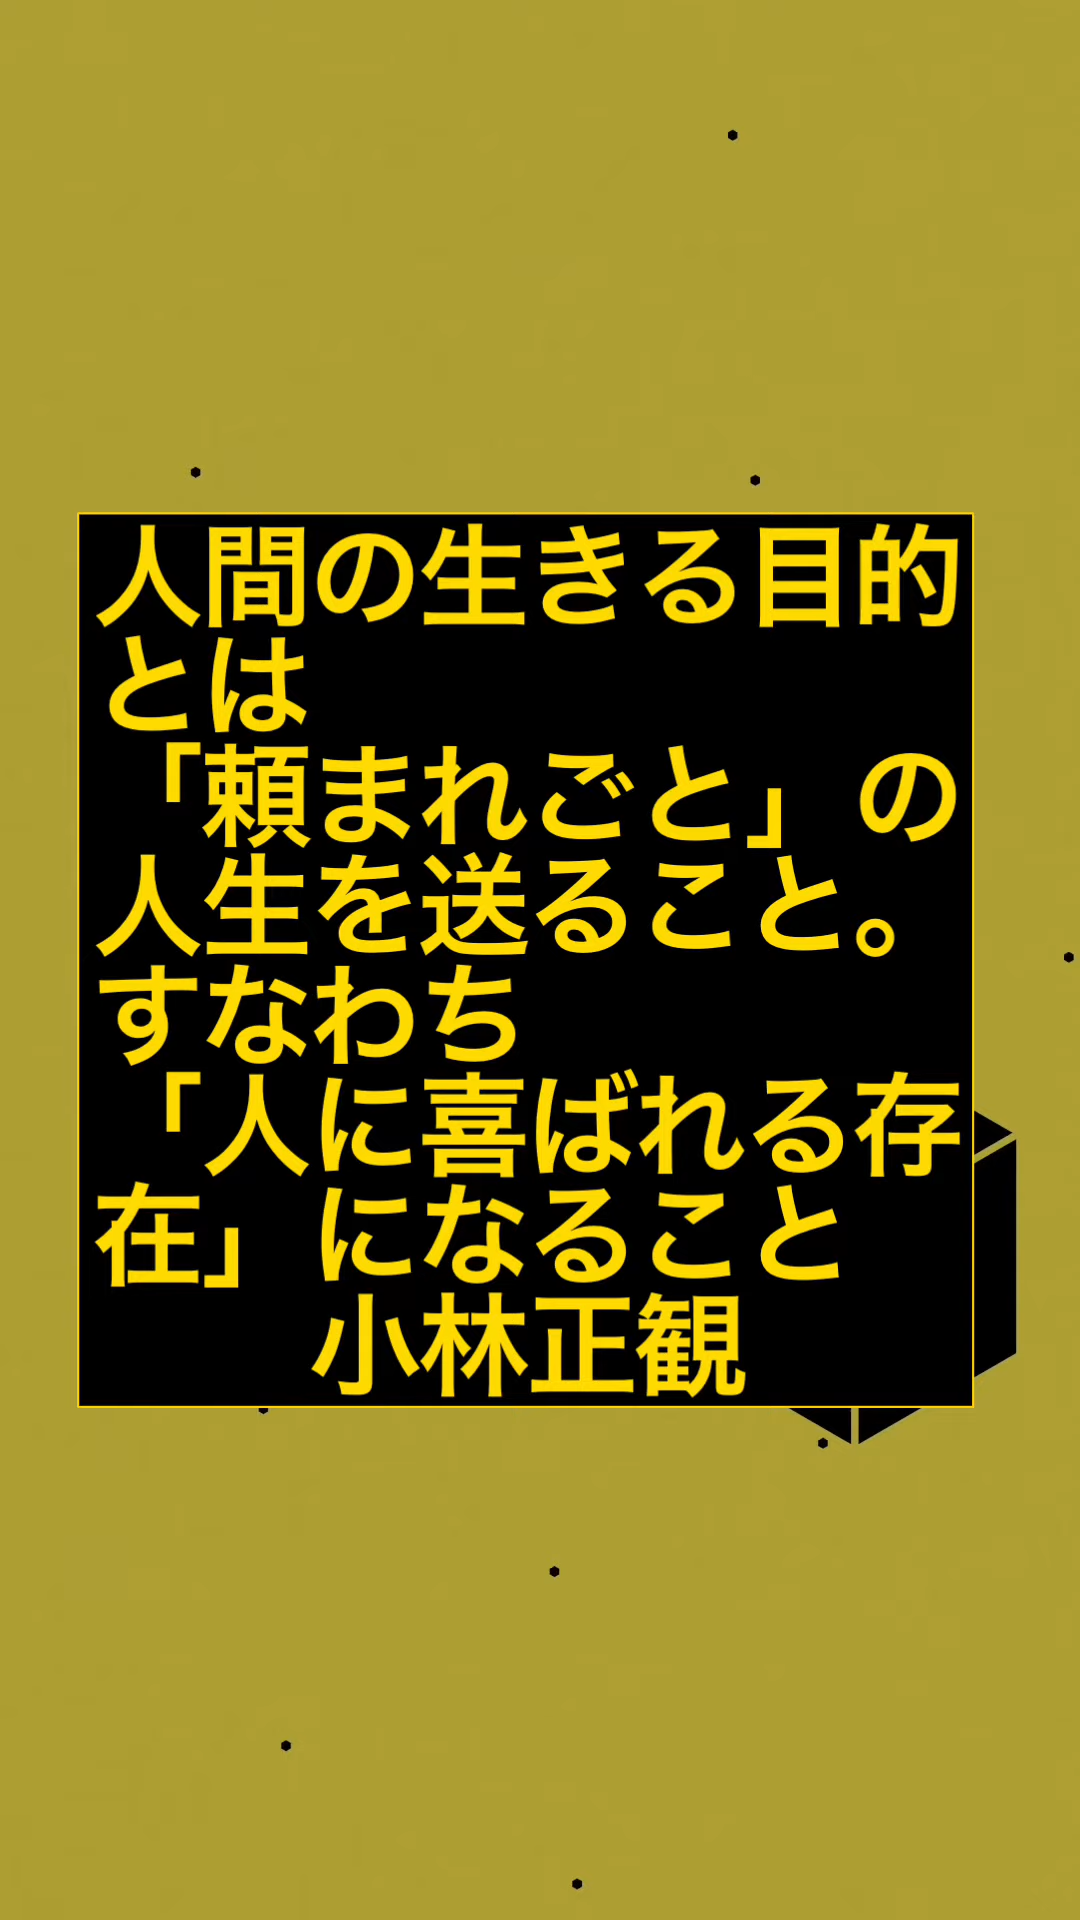 人間の生きる目的
とは
「頼まれごと」の
人生を送ること。
すなわち
「人に喜ばれる存
在」になること
小林正観